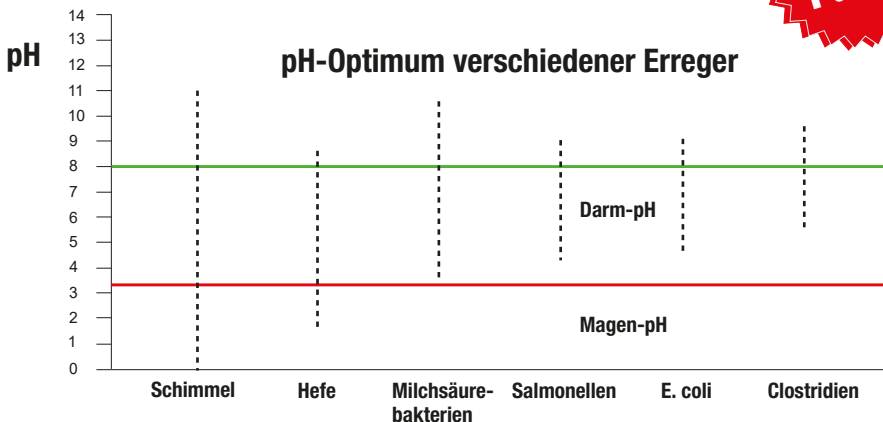 pH
pH-Optimum verschiedener Erreger
14
13
12
11
10
9
8
7
6
5
4
3
2
1
0
Darm-pH
Magen-pH
Schimmel
Hefe
Milchsäure-
bakterien
Salmonellen
E. coli
Clostridien